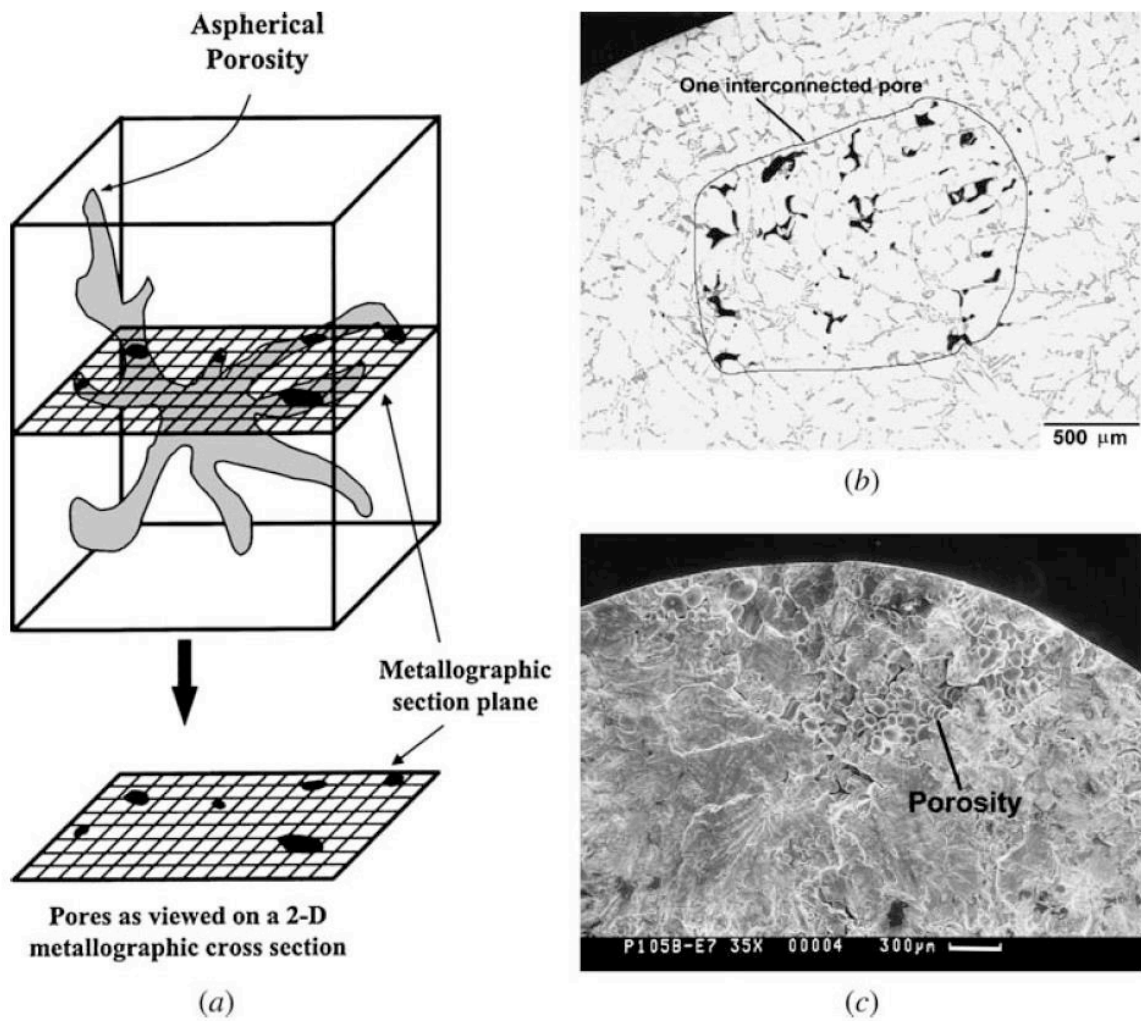 Aspherical
Porosity
Metallographic
section plane
Pores as viewed on a 2-D
metallographic cross section
(a)
One interconnected pore
500 μm
(b)
Porosity
P105B-E7 35X 00004 300μm
(c)